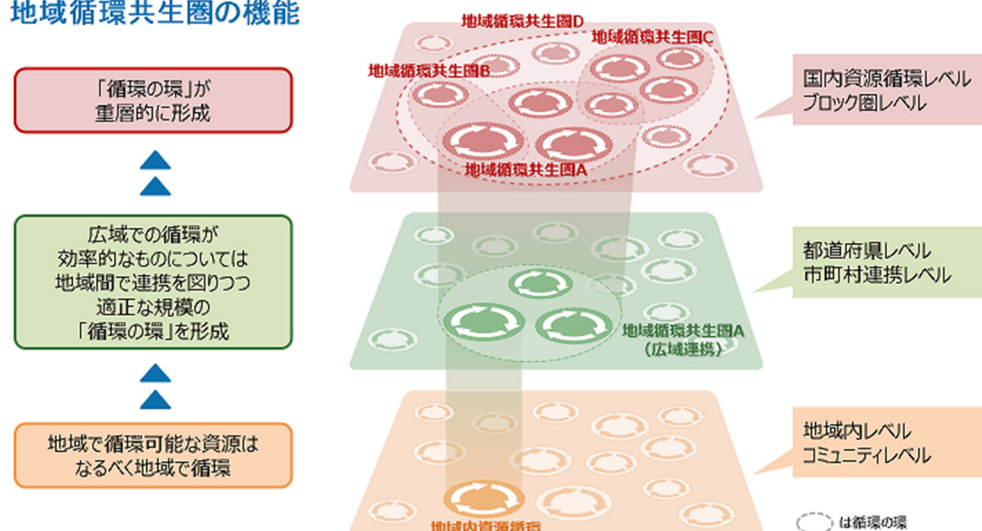 地域循環共生圏の機能
「循環の環」が
重層的に形成
広域での循環が
効率的なものについては
地域間で連携を図りつつ
適正な規模の
「循環の環」を形成
地域で循環可能な資源は
なるべく地域で循環
地域循環共生圏D
地域循環共生圏C
地域循環共生圏B
地域循環共生圏A
国内資源循環レベル
ブロック圏レベル
地域循環共生圏A
（広域連携）
都道府県レベル
市町村連携レベル
地域内資源循環
地域内レベル
コミュニティレベル
は循環の環